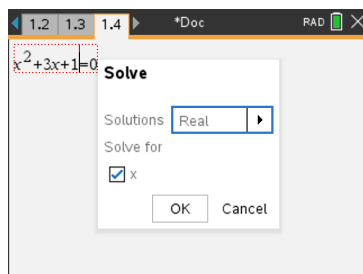 1.2 1.3 1.4 *Doc RAD
x²+3x+1=0
Solve
Solutions Real
Solve for
x
OK Cancel